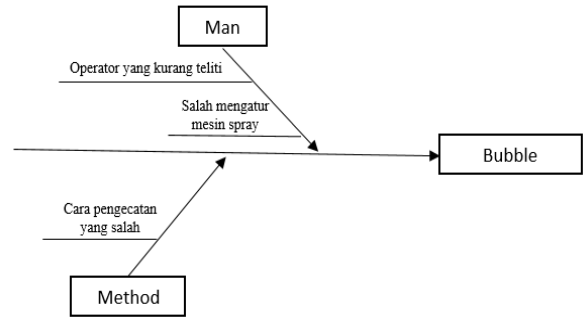 Man
Operator yang kurang teliti
Salah mengatur
mesin spray
Bubble
Cara pengecatan
yang salah
Method